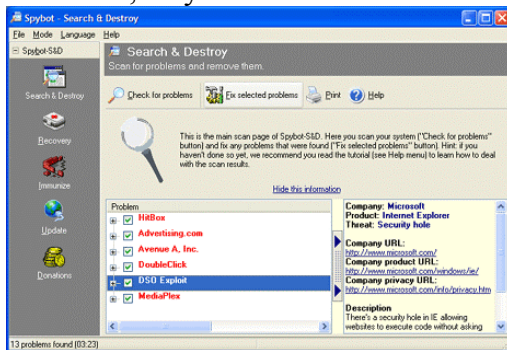 Spybot - Search & Destroy
File Mode Language Help
Spybot-S&D
Search & Destroy
Scan for problems and remove them.
Check for problems Fix selected problems Print Help
Search & Destroy
Recovery
Immunize
Update
Donations
This is the main scan page of Spybot-S&D. Here you scan your system ("Check for problems"
button) and fix any problems that were found ("Fix selected problems" button). Hint: if you
haven't done so yet, we recommend you read the tutorial (see Help menu) to learn how to deal
with the scan results.
Hide this information
Problem
HitBox
Advertising.com
Avenue A, Inc.
DoubleClick
DSO Exploit
MediaPlex
Company: Microsoft
Product: Internet Explorer
Threat: Security hole
Company URL:
http://www.microsoft.com/
Company product URL:
http://www.microsoft.com/windows/ie/
Company privacy URL:
http://www.microsoft.com/info/privacy.htm
Description
There's a security hole in IE allowing
websites to execute code without asking
13 problems found (03:23)